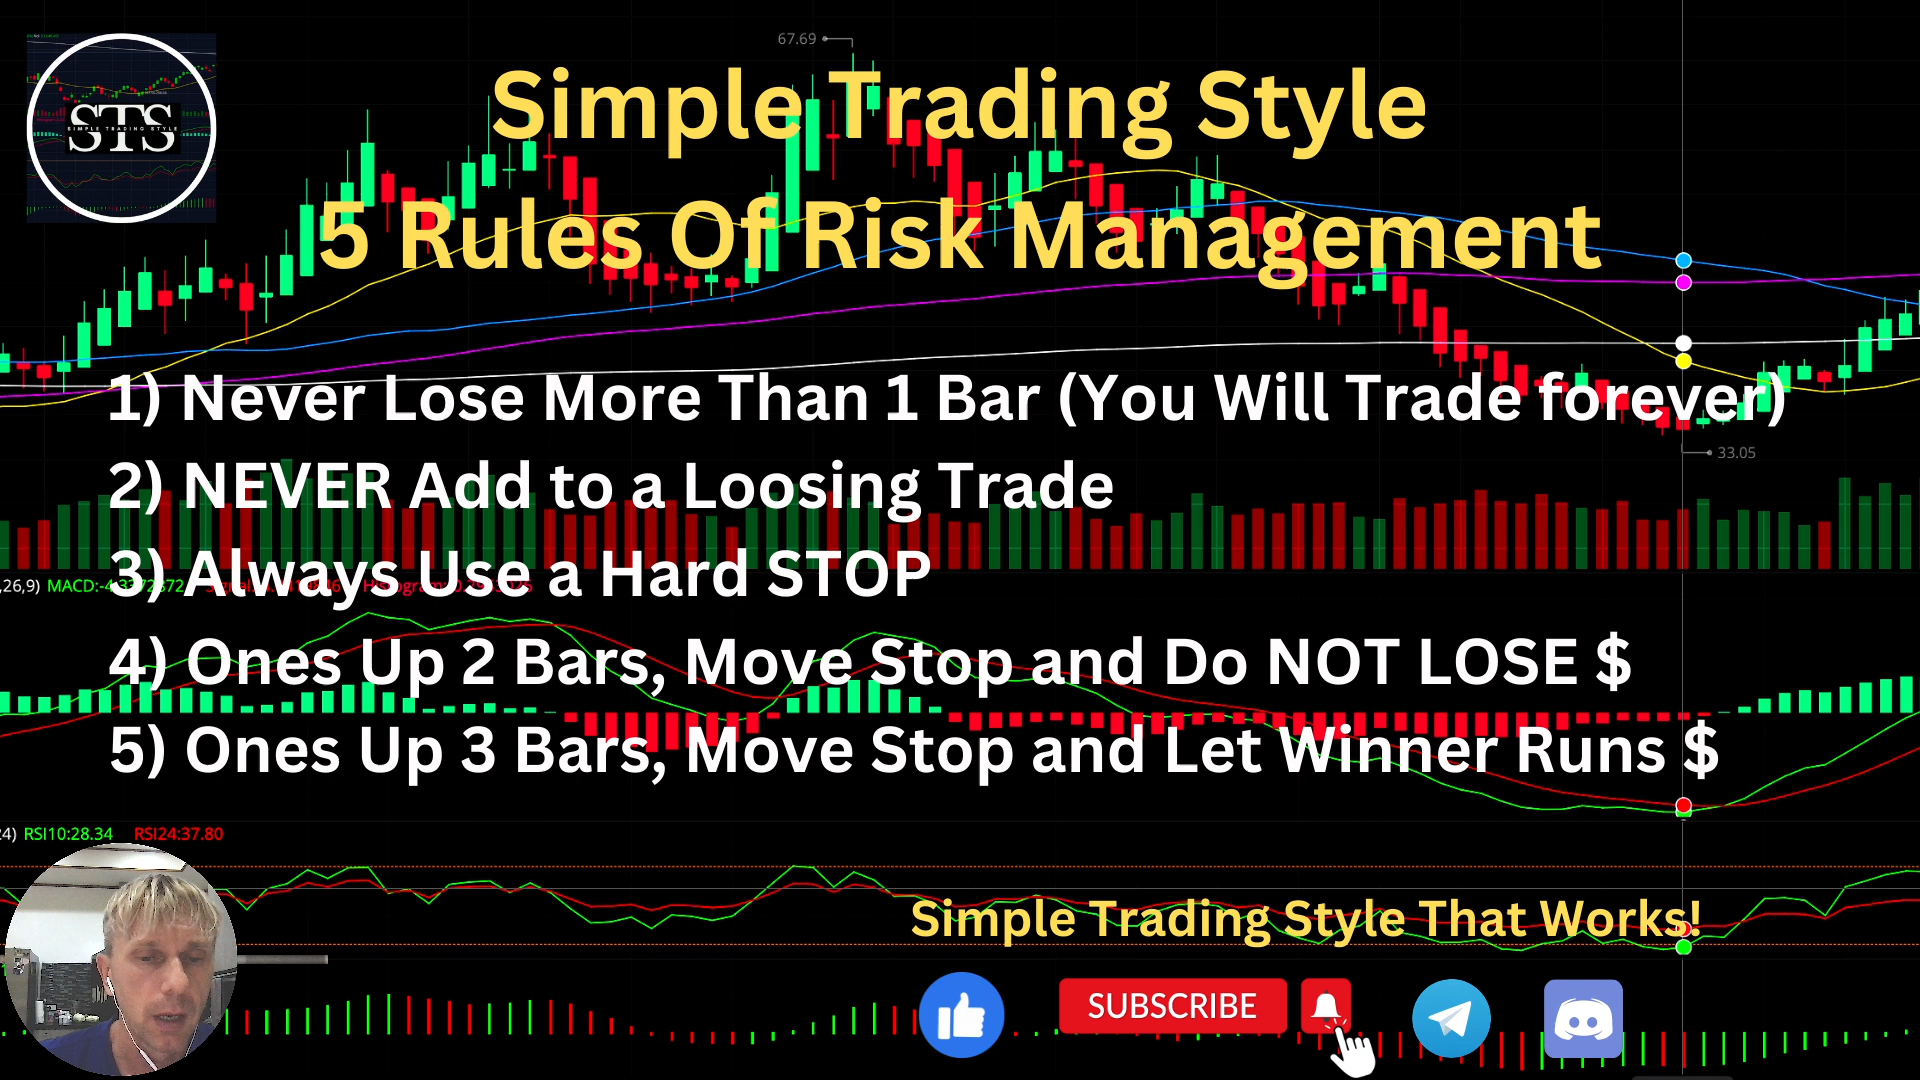 67.69
STS
SIMPLE TRADING STYLE
Simple Trading Style
5 Rules Of Risk Management
1) Never Lose More Than 1 Bar (You Will Trade forever)
33.05
2) NEVER Add to a Loosing Trade
3) Always Use a Hard STOP
,26,9) MACD:-4.3372872
4) Ones Up 2 Bars, Move Stop and Do NOT LOSE $
5) Ones Up 3 Bars, Move Stop and Let Winner Runs $
24) RSI10:28.34 RSI24:37.80
Simple Trading Style That Works!
SUBSCRIBE